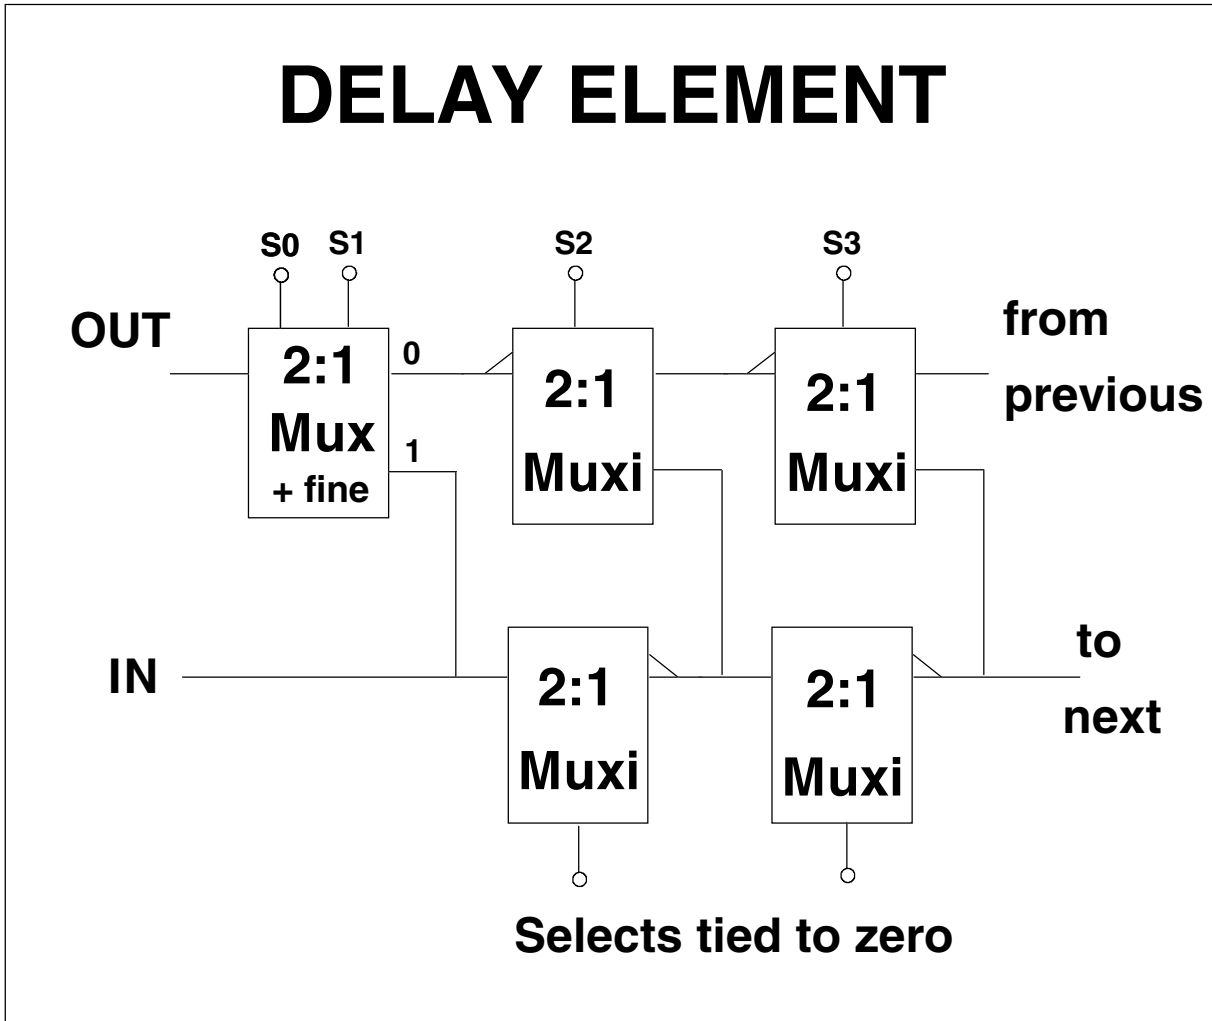 DELAY ELEMENT
S0 S1 S2 S3
OUT
2:1
Mux
+ fine
0
1
2:1
Muxi
2:1
Muxi
from
previous
IN
2:1
Muxi
2:1
Muxi
to
next
Selects tied to zero